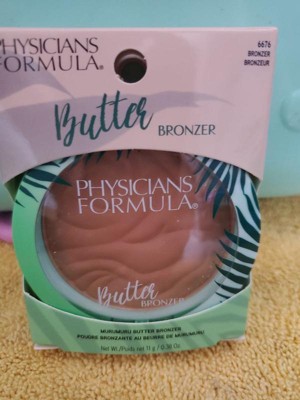 PHYSICIANS
FORMULA®
6676
BRONZER
BRONZEUR
Butter
BRONZER
PHYSICIANS
FORMULA®
Butter
BRONZER
MURUMURU BUTTER BRONZER
POUDRE BRONZANTE AU BEURRE DE MURUMURU
Net Wt./Poids net 11 g / 0.38 Oz